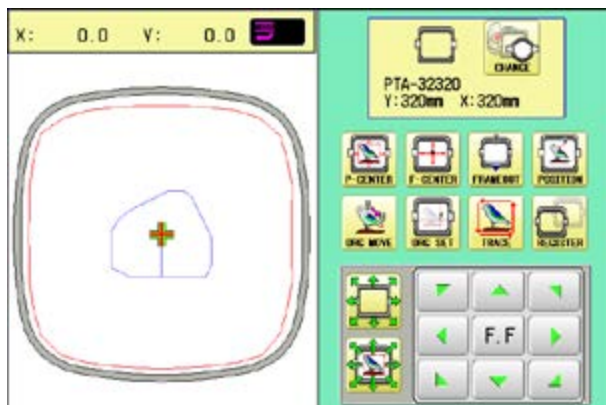 X: 0.0 Y: 0.0
CHANGE
PTA-32320
Y:320mm X:320mm
P-CENTER F-CENTER FRAMEOUT POSITION
ORG MOVE ORG SET TRACE REGISTER
F.F